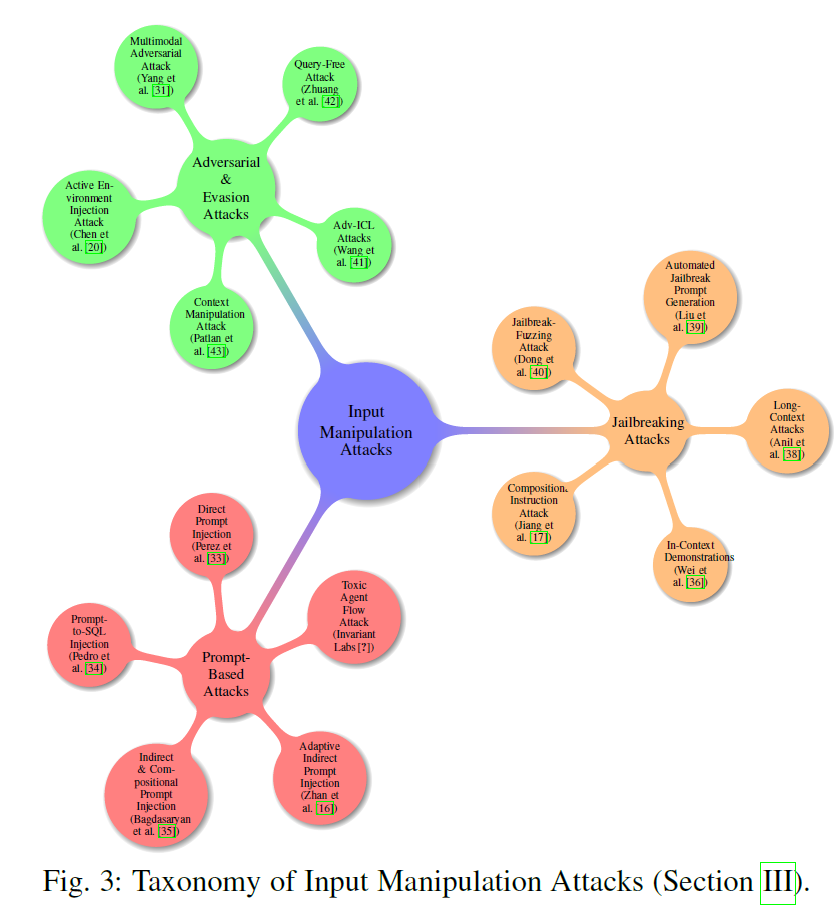 Multimodal
Adversarial
Attack
(Yang et
al. [31])
Query-Free
Attack
(Zhuang
et al. [42])
Adversarial
&
Evasion
Attacks
Active En-
vironment
Injection
Attack
(Chen et
al. [20])
Adv-ICL
Attacks
(Wang et
al. [41])
Context
Manipulation
Attack
(Patlan et
al. [43])
Automated
Jailbreak
Prompt
Generation
(Liu et
al. [39])
Jailbreak-
Fuzzing
Attack
(Dong et
al. [40])
Input
Manipulation
Attacks
Jailbreaking
Attacks
Long-
Context
Attacks
(Anil et
al. [38])
Composition
Instruction
Attack
(Jiang et
al. [17])
In-Context
Demonstrations
(Wei et
al. [36])
Direct
Prompt
Injection
(Perez et
al. [33])
Toxic
Agent
Flow
Attack
(Invariant
Labs [?])
Prompt-
to-SQL
Injection
(Pedro et
al. [34])
Prompt-
Based
Attacks
Indirect
& Com-
positional
Prompt
Injection
(Bagdasaryan
et al. [35])
Adaptive
Indirect
Prompt
Injection
(Zhan et
al. [16])
Fig. 3: Taxonomy of Input Manipulation Attacks (Section III).